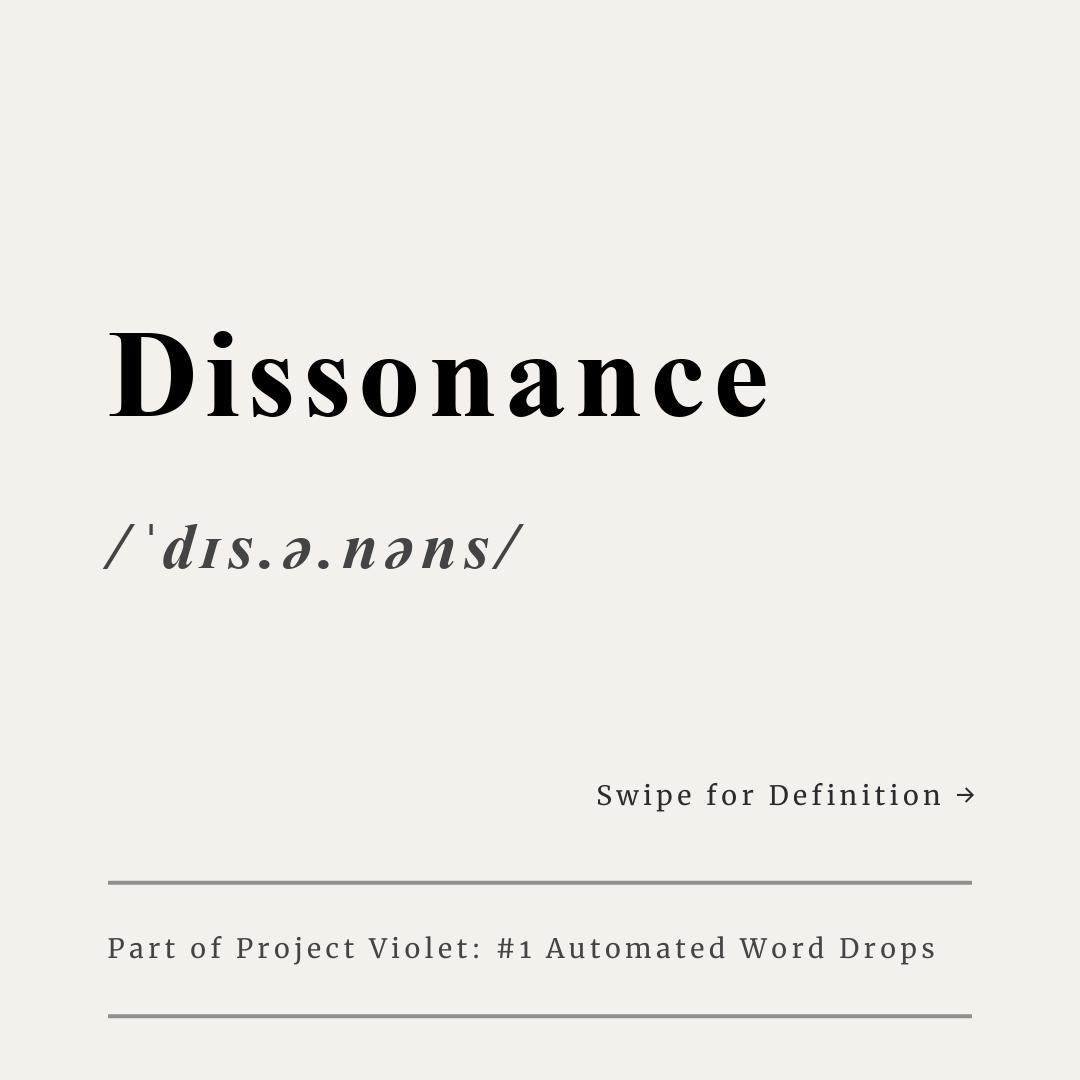 Dissonance
/ˈdɪs.ə.nəns/
Swipe for Definition →
Part of Project Violet: #1 Automated Word Drops